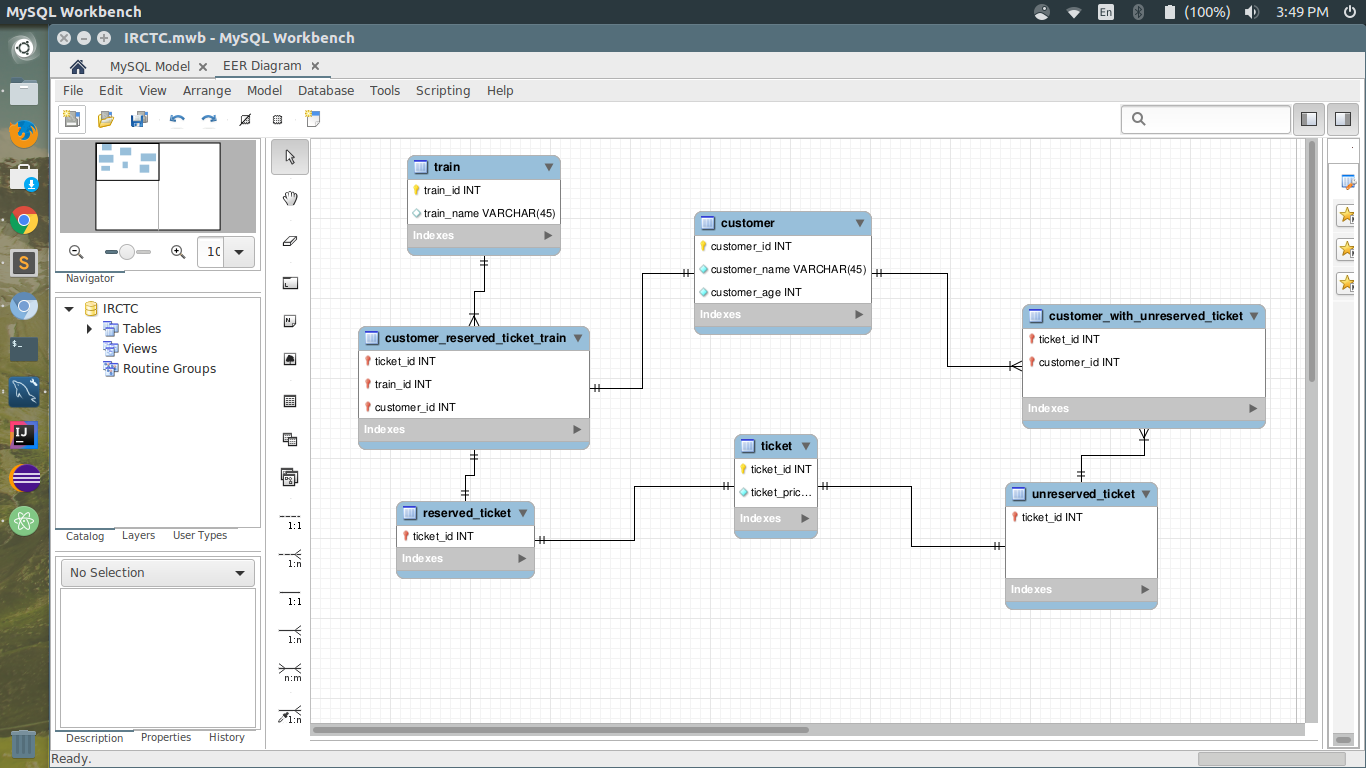 MySQL Workbench
En
(100%)
3:49 PM
IRCTC.mwb - MySQL Workbench
MySQL Model
EER Diagram
File Edit View Arrange Model Database Tools Scripting Help
Navigator
IRCTC
Tables
Views
Routine Groups
Catalog Layers User Types
No Selection
Description Properties History
Ready.
1:1
1:n
1:1
1:n
n:m
1:n
train
train_id INT
train_name VARCHAR(45)
Indexes
customer
customer_id INT
customer_name VARCHAR(45)
customer_age INT
Indexes
customer_with_unreserved_ticket
ticket_id INT
customer_id INT
Indexes
customer_reserved_ticket_train
ticket_id INT
train_id INT
customer_id INT
Indexes
ticket
ticket_id INT
ticket_pric...
Indexes
reserved_ticket
ticket_id INT
Indexes
unreserved_ticket
ticket_id INT
Indexes